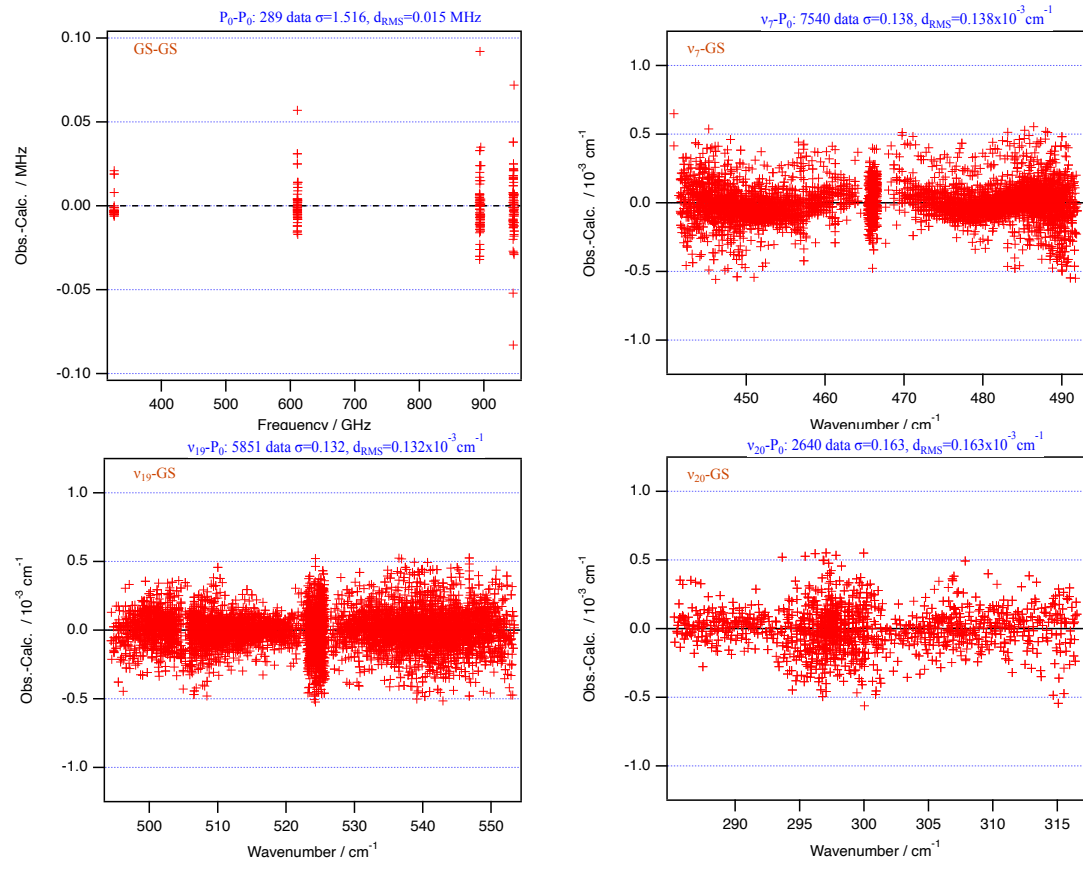 P₀-P₀: 289 data σ=1.516, d_RMS=0.015 MHz
GS-GS
0.10
0.05
0.00
-0.05
-0.10
Obs.-Calc. / MHz
400 500 600 700 800 900
Frequency / GHz
ν₇-P₀: 7540 data σ=0.138, d_RMS=0.138x10⁻³cm⁻¹
ν₇-GS
1.0
0.5
0.0
-0.5
-1.0
Obs.-Calc. / 10⁻³ cm⁻¹
450 460 470 480 490
Wavenumber / cm⁻¹
ν₁₉-P₀: 5851 data σ=0.132, d_RMS=0.132x10⁻³cm⁻¹
ν₁₉-GS
1.0
0.5
0.0
-0.5
-1.0
Obs.-Calc. / 10⁻³ cm⁻¹
500 510 520 530 540 550
Wavenumber / cm⁻¹
ν₂₀-P₀: 2640 data σ=0.163, d_RMS=0.163x10⁻³cm⁻¹
ν₂₀-GS
1.0
0.5
0.0
-0.5
-1.0
Obs.-Calc. / 10⁻³ cm⁻¹
290 295 300 305 310 315
Wavenumber / cm⁻¹